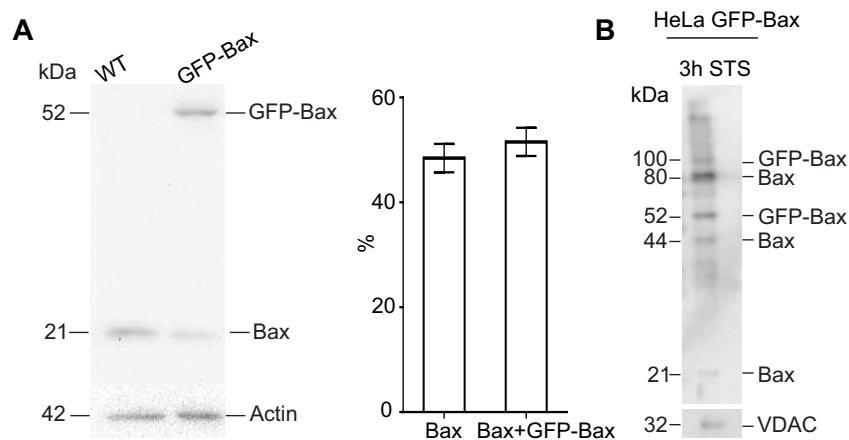 A
kDa
WT
GFP-Bax
52
GFP-Bax
21
Bax
42
Actin
60
40
20
0
%
Bax
Bax+GFP-Bax
B
HeLa GFP-Bax
3h STS
kDa
100
GFP-Bax
80
Bax
52
GFP-Bax
44
Bax
21
Bax
32
VDAC